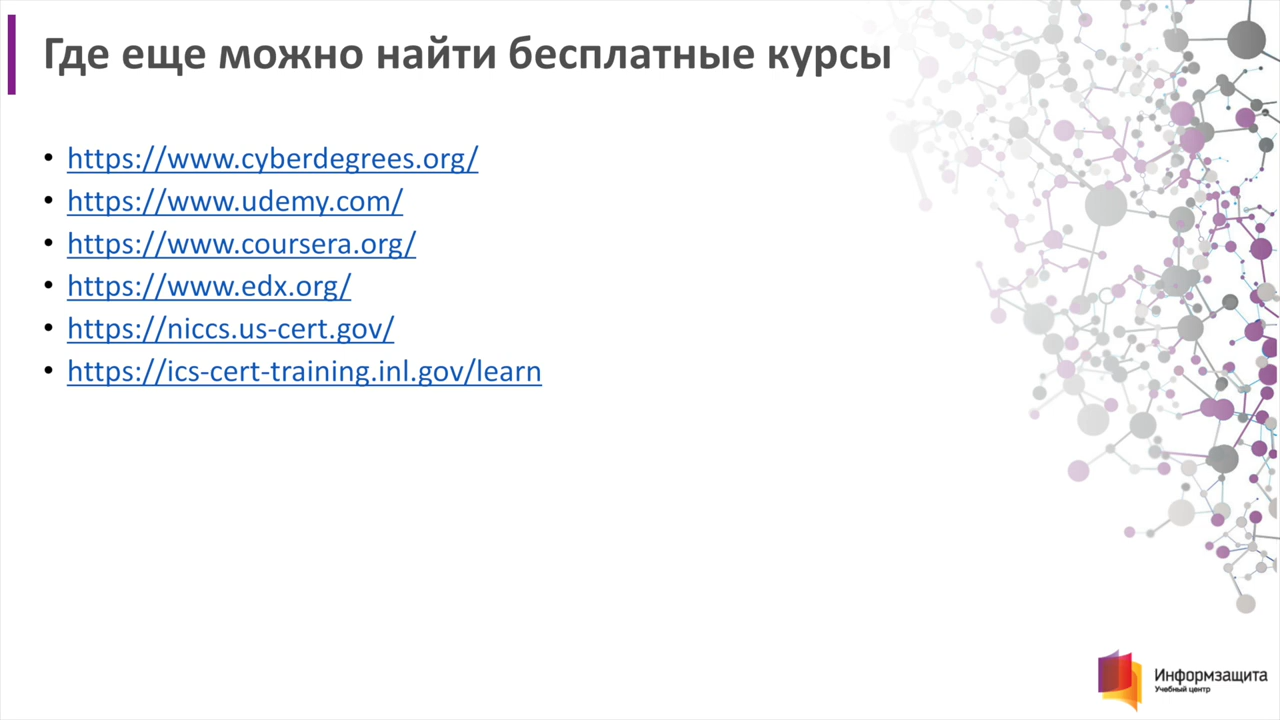 Где еще можно найти бесплатные курсы
• https://www.cyberdegrees.org/
• https://www.udemy.com/
• https://www.coursera.org/
• https://www.edx.org/
• https://niccs.us-cert.gov/
• https://ics-cert-training.inl.gov/learn
Информзащита
Учебный центр